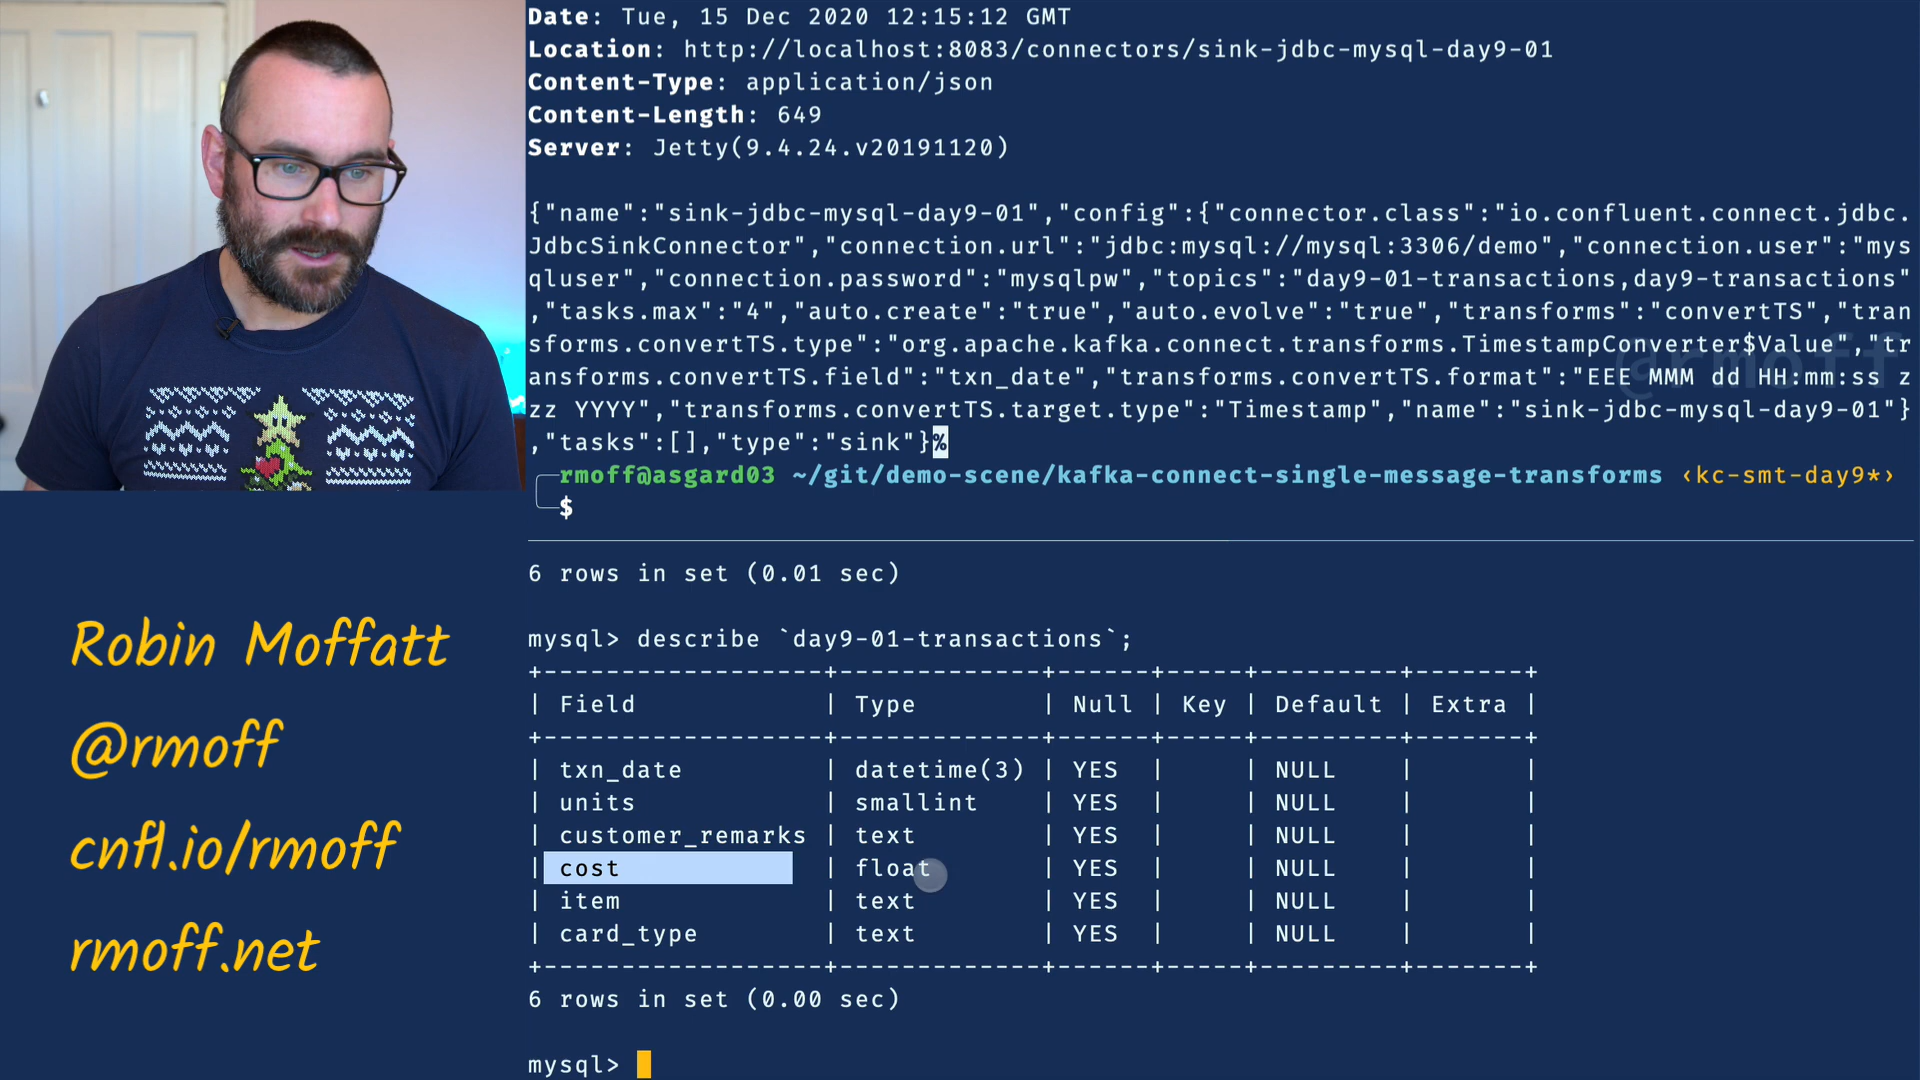 Date: Tue, 15 Dec 2020 12:15:12 GMT
Location: http://localhost:8083/connectors/sink-jdbc-mysql-day9-01
Content-Type: application/json
Content-Length: 649
Server: Jetty(9.4.24.v20191120)
{"name":"sink-jdbc-mysql-day9-01","config":{"connector.class":"io.confluent.connect.jdbc.
JdbcSinkConnector","connection.url":"jdbc:mysql://mysql:3306/demo","connection.user":"mys
qluser","connection.password":"mysqlpw","topics":"day9-01-transactions,day9-transactions"
,"tasks.max":"4","auto.create":"true","auto.evolve":"true","transforms":"convertTS","tran
sforms.convertTS.type":"org.apache.kafka.connect.transforms.TimestampConverter$Value","tr
ansforms.convertTS.field":"txn_date","transforms.convertTS.format":"EEE MMM dd HH:mm:ss z
zz YYYY","transforms.convertTS.target.type":"Timestamp","name":"sink-jdbc-mysql-day9-01"}
,"tasks":[],"type":"sink"}%
@rmoff
rmoff@asgard03 ~/git/demo-scene/kafka-connect-single-message-transforms ‹kc-smt-day9*›
$
6 rows in set (0.01 sec)
mysql> describe `day9-01-transactions`;
+-------------------+-------------+------+-----+---------+-------+
| Field | Type | Null | Key | Default | Extra |
+-------------------+-------------+------+-----+---------+-------+
| txn_date | datetime(3) | YES | | NULL | |
| units | smallint | YES | | NULL | |
| customer_remarks | text | YES | | NULL | |
| cost | float | YES | | NULL | |
| item | text | YES | | NULL | |
| card_type | text | YES | | NULL | |
+-------------------+-------------+------+-----+---------+-------+
6 rows in set (0.00 sec)
mysql>
Robin Moffatt
@rmoff
cnfl.io/rmoff
rmoff.net